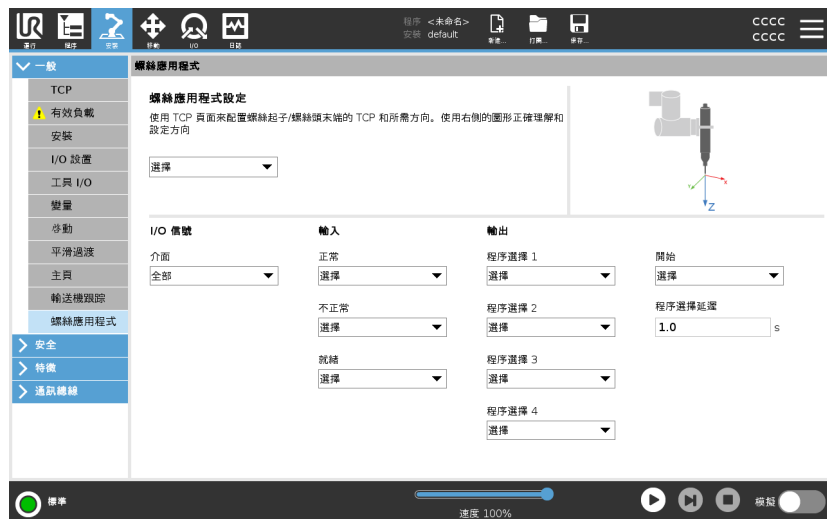 UR
運行
程序
安裝
移動
I/O
日誌
程序 <未命名>
安裝 default
新建...
打開...
保存...
cccc
cccc
一般
TCP
有效負載
安裝
I/O 設置
工具 I/O
變量
啓動
平滑過渡
主頁
輸送機跟踪
螺絲應用程式
安全
特徵
通訊總線
螺絲應用程式
螺絲應用程式設定
使用 TCP 頁面來配置螺絲起子/螺絲頭末端的 TCP 和所需方向。使用右側的圖形正確理解和
設定方向
選擇
Y
X
Z
I/O 信號
輸入
輸出
介面
正常
程序選擇 1
開始
全部
選擇
選擇
選擇
不正常
程序選擇 2
程序選擇延遲
選擇
選擇
1.0
s
就緒
程序選擇 3
選擇
選擇
程序選擇 4
選擇
標準
速度 100%
模擬